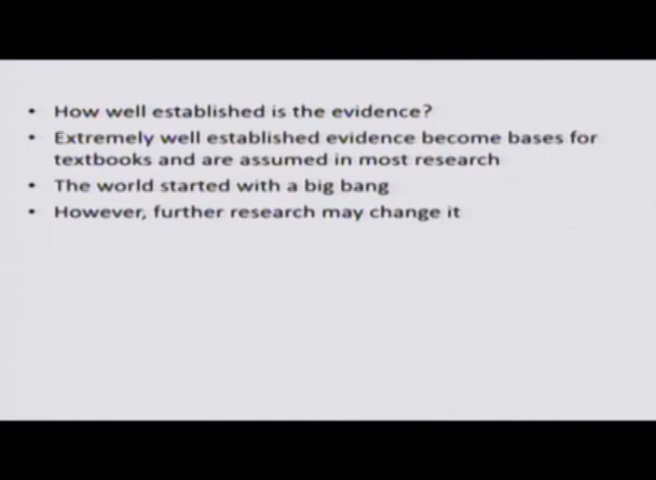 • How well established is the evidence?
• Extremely well established evidence become bases for
textbooks and are assumed in most research
• The world started with a big bang
• However, further research may change it